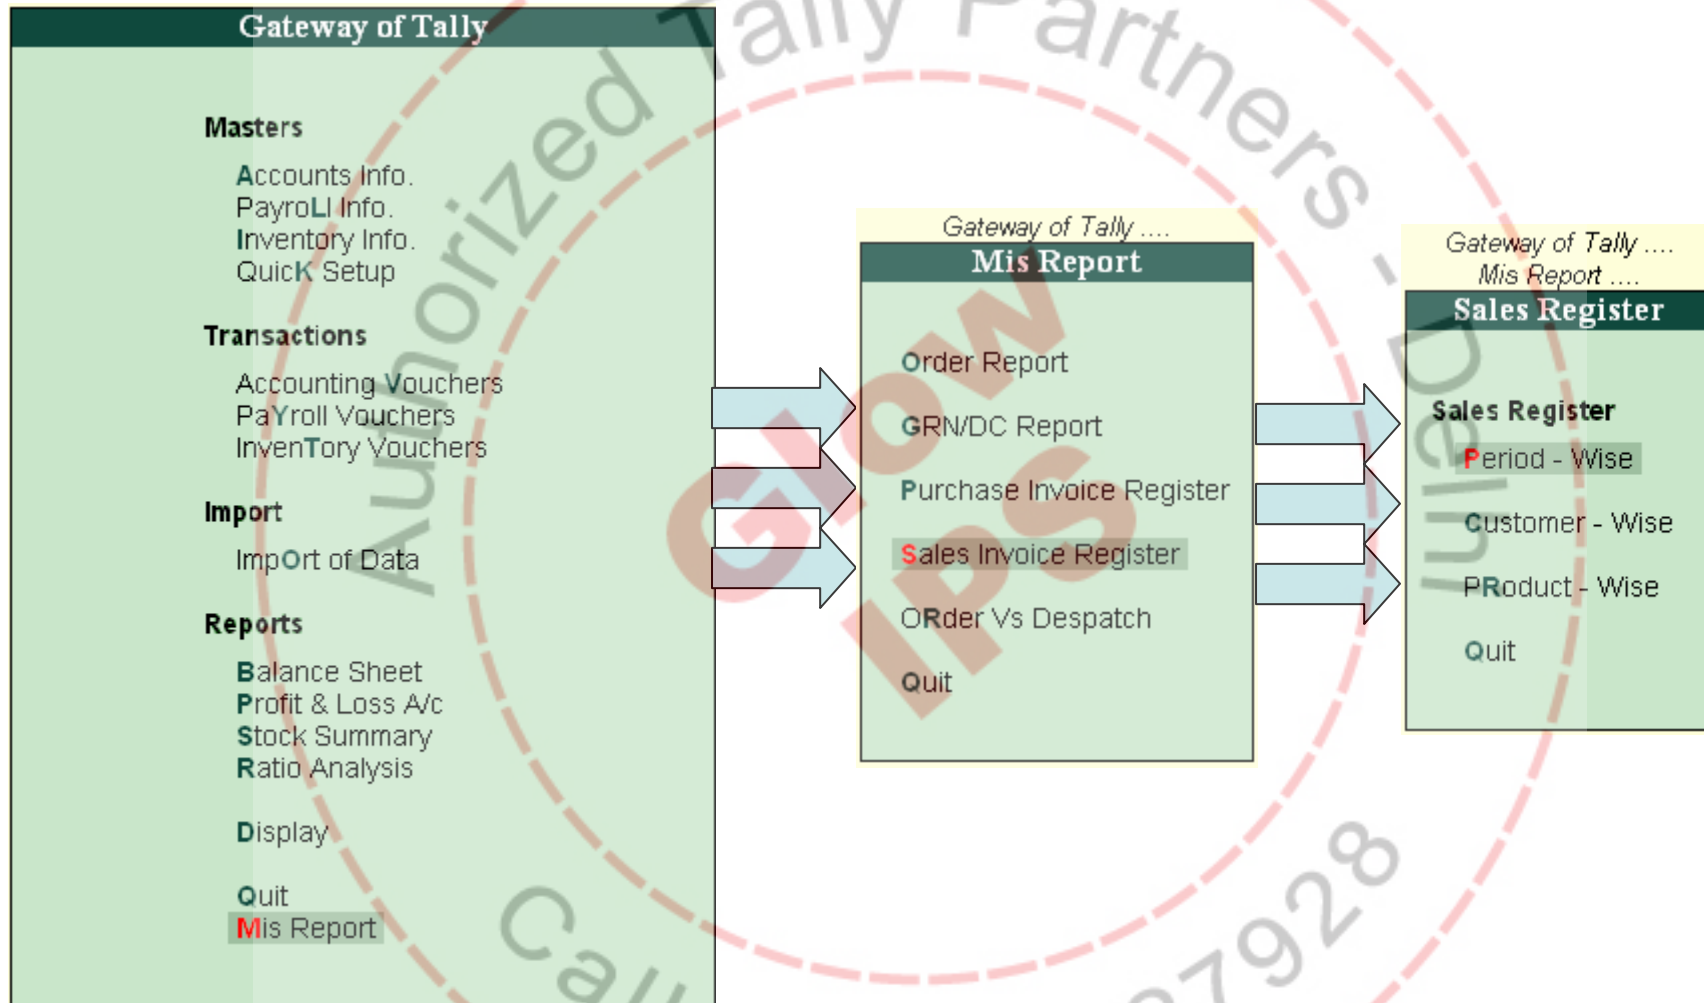 Gateway of Tally
Masters
Accounts Info.
PayroLl Info.
Inventory Info.
QuicK Setup
Transactions
Accounting Vouchers
PaYroll Vouchers
InvenTory Vouchers
Import
ImpOrt of Data
Reports
Balance Sheet
Profit & Loss A/c
Stock Summary
Ratio Analysis
Display
Quit
Mis Report
Gateway of Tally ....
Mis Report
Order Report
GRN/DC Report
Purchase Invoice Register
Sales Invoice Register
ORder Vs Despatch
Quit
Gateway of Tally ....
Mis Report ....
Sales Register
Sales Register
Period - Wise
Customer - Wise
PRoduct - Wise
Quit
Authorized Tally Partners - Delhi
Glow
IPS
Call
7928